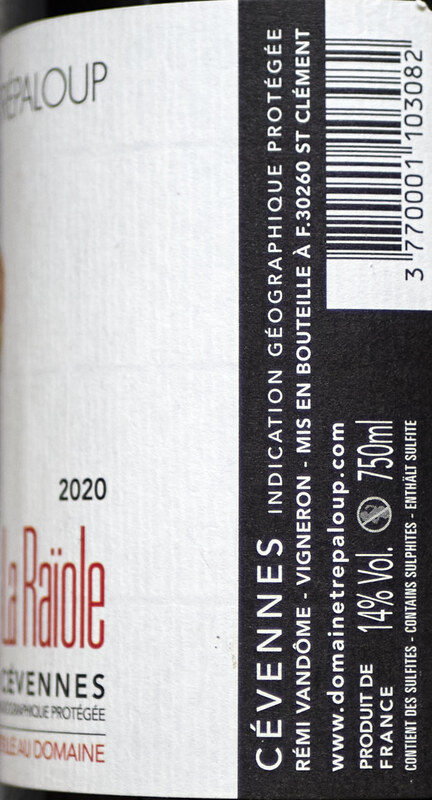 2020
La Raïole
CÉVENNES
GÉOGRAPHIQUE PROTÉGÉE
AU DOMAINE
CÉVENNES INDICATION GÉOGRAPHIQUE PROTÉGÉE
RÉMI VANDÔME - VIGNERON - MIS EN BOUTEILLE À F.30260 ST CLÉMENT
www.domainetrepaloup.com
PRODUIT DE
FRANCE
14% Vol. 750ml
CONTIENT DES SULFITES - CONTAINS SULPHITES - ENTHÄLT SULFITE
3 770001 103082